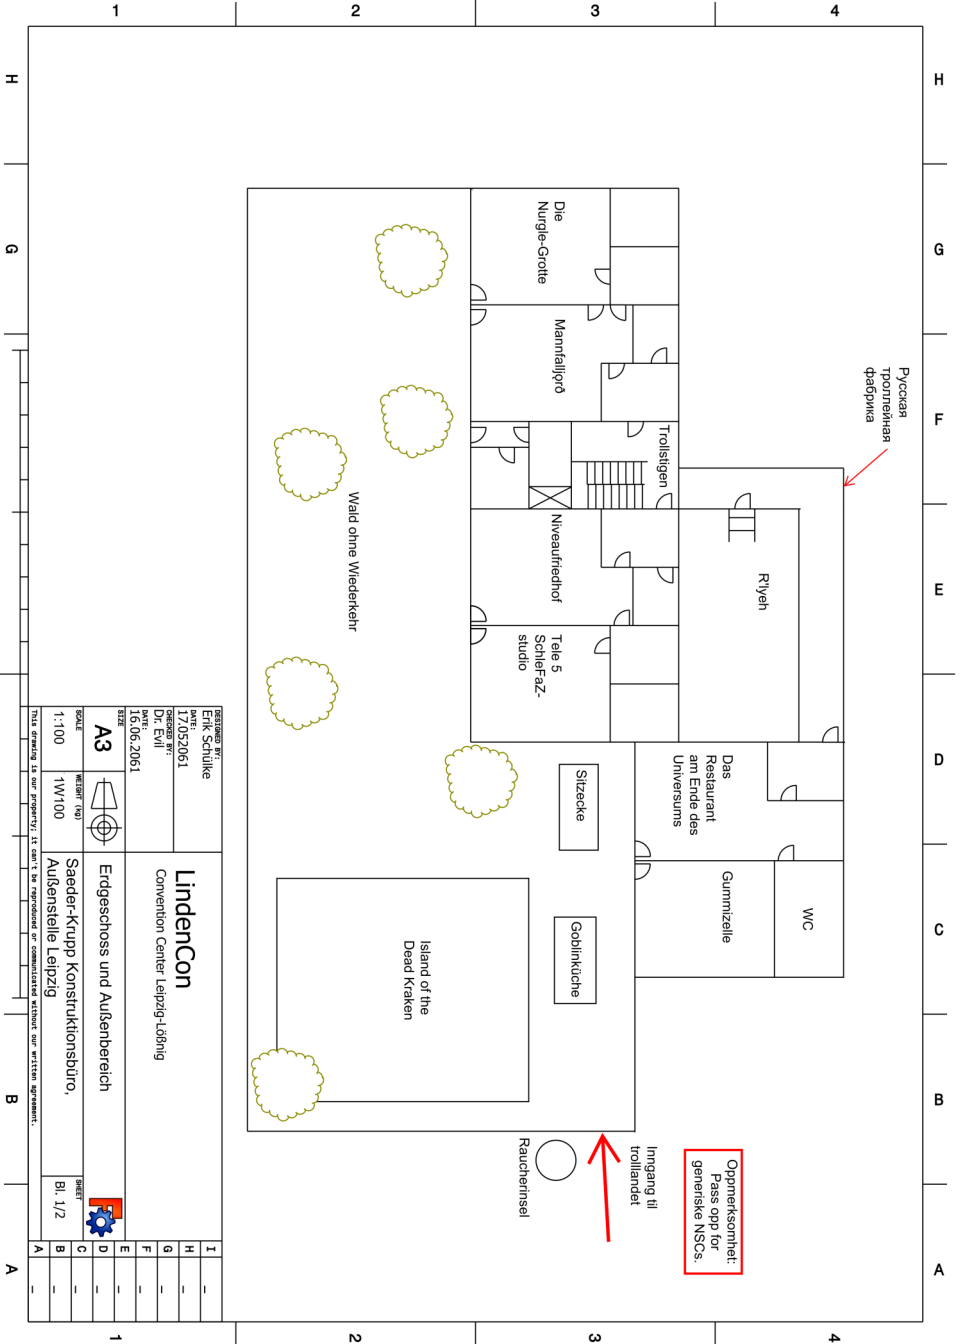 1
2
3
4
H
G
F
E
D
C
B
A
H
G
F
E
D
C
B
A
1
2
3
4
Die
Nurgle-Grotte
Mannfalljorð
Trollstigen
Niveaufriedhof
Tele 5
SchleFaZ-
studio
Русская
троллейная
фабрика
R'lyeh
Das
Restaurant
am Ende des
Universums
Gummizelle
WC
Wald ohne Wiederkehr
Sitzecke
Goblinküche
Island of the
Dead Kraken
Raucherinsel
Inngang til
trolllandet
Oppmerksomhet:
Pass opp for
generiske NSCs.
DESIGNED BY:
Erik Schülke
DATE:
17.052061
CHECKED BY:
Dr. Evil
DATE:
16.06.2061
SIZE
A3
SCALE
1:100
WEIGHT (kg)
1W100
LindenCon
Convention Center Leipzig-Lößnig
Erdgeschoss und Außenbereich
Saeder-Krupp Konstruktionsbüro,
Außenstelle Leipzig
SHEET
Bl. 1/2
I –
H –
G –
F –
E –
D –
C –
B –
A –
This drawing is our property; it can't be reproduced or communicated without our written agreement.